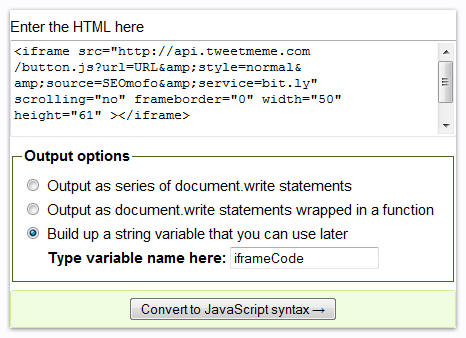 Enter the HTML here
<iframe src="http://api.tweetmeme.com
/button.js?url=URL&amp;style=normal&
amp;source=SEOmofo&amp;service=bit.ly"
scrolling="no" frameborder="0" width="50"
height="61" ></iframe>
Output options
Output as series of document.write statements
Output as document.write statements wrapped in a function
Build up a string variable that you can use later
Type variable name here: iframeCode
Convert to JavaScript syntax →